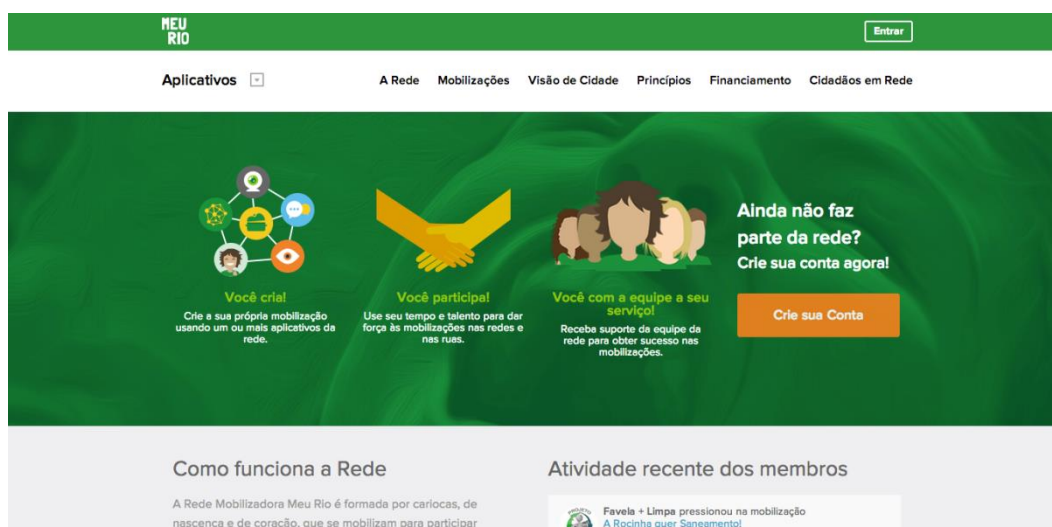 MEU
RIO
Entrar
Aplicativos
A Rede Mobilizações Visão de Cidade Princípios Financiamento Cidadãos em Rede
Você cria!
Crie a sua própria mobilização
usando um ou mais aplicativos da
rede.
Você participa!
Use seu tempo e talento para dar
força às mobilizações nas redes e
nas ruas.
Você com a equipe a seu
serviço!
Receba suporte da equipe da
rede para obter sucesso nas
mobilizações.
Ainda não faz
parte da rede?
Crie sua conta agora!
Crie sua Conta
Como funciona a Rede
A Rede Mobilizadora Meu Rio é formada por cariocas, de
nascença e de coração, que se mobilizam para participar
Atividade recente dos membros
Favela + Limpa pressionou na mobilização
A Rocinha quer Saneamento!